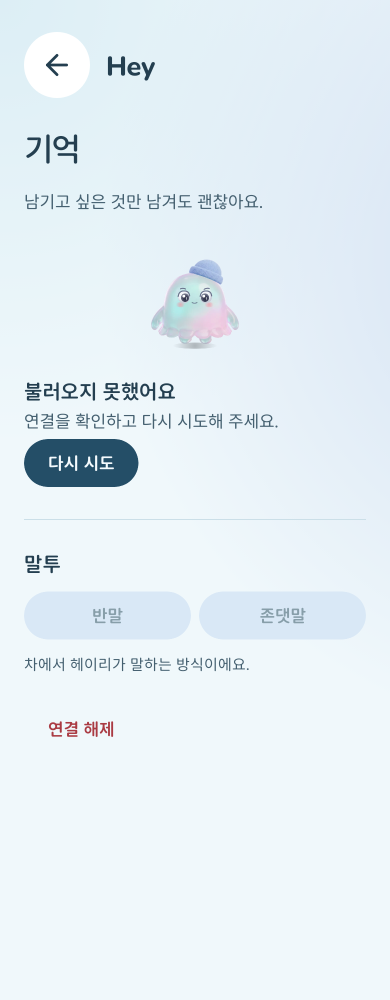 Hey
기억
남기고 싶은 것만 남겨도 괜찮아요.
불러오지 못했어요
연결을 확인하고 다시 시도해 주세요.
다시 시도
말투
반말
존댓말
차에서 헤이리가 말하는 방식이에요.
연결 해제